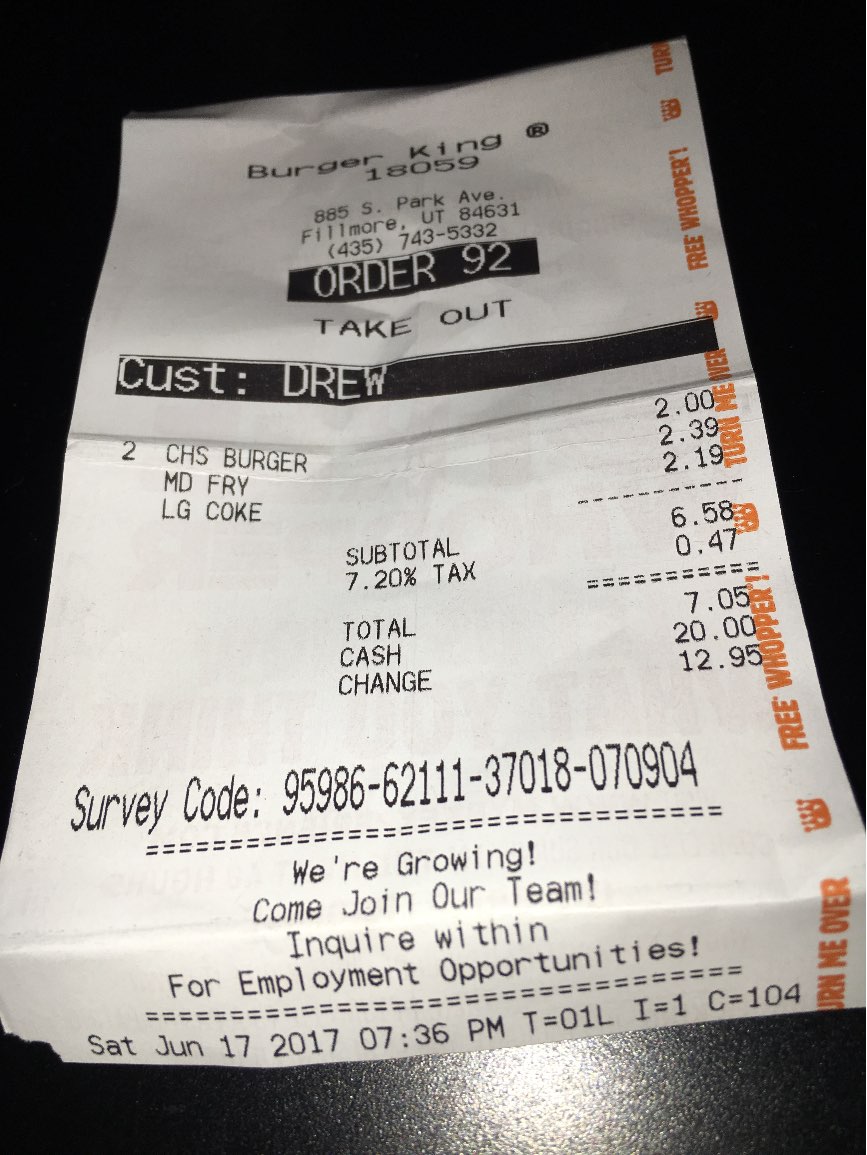 Burger King ®
18059
885 S. Park Ave.
Fillmore, UT 84631
(435) 743-5332
ORDER 92
TAKE OUT
Cust: DREW
2 CHS BURGER 2.00
MD FRY 2.39
LG COKE 2.19
-----------
SUBTOTAL 6.58
7.20% TAX 0.47
===========
TOTAL 7.05
CASH 20.00
CHANGE 12.95
Survey Code: 95986-62111-37018-070904
================================
We're Growing!
Come Join Our Team!
Inquire within
For Employment Opportunities!
================================
Sat Jun 17 2017 07:36 PM T=01L I=1 C=104
TURN ME OVER
FREE WHOPPER!
TURN ME OVER
FREE WHOPPER!
TURN